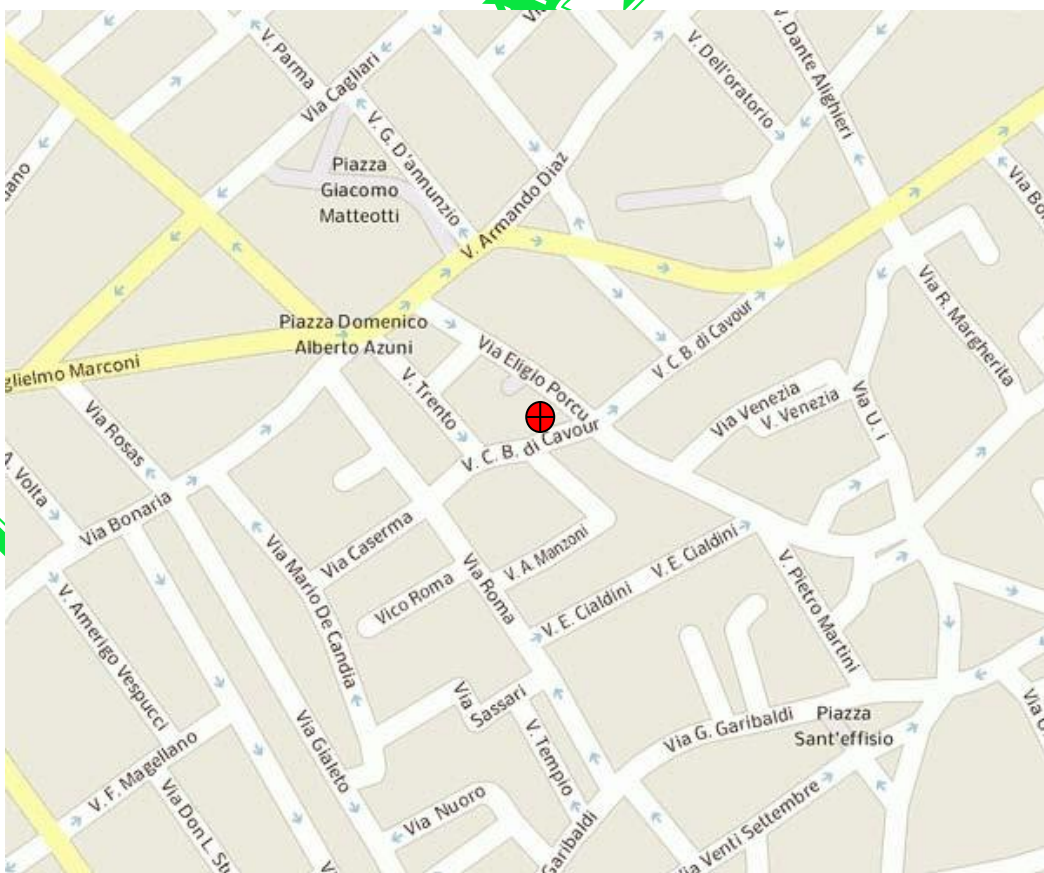 V. Parma
Via Cagliari
V. Dell'oratorio
V. Dante Alighieri
V. G. D'annunzio
Piazza
Giacomo
Matteotti
V. Armando Diaz
Via R. Margherita
Piazza Domenico
Alberto Azuni
glielmo Marconi
Via Eligio Porcu
V. C. B. di Cavour
V. Trento
Via Venezia
V. Venezia
Via U. i
Via Rosas
V. C. B. di Cavour
A. Volta
Via Bonaria
Via Caserma
Via Mario De Candia
Vico Roma
Via Roma
V. A. Manzoni
V. E. Cialdini
V. E. Cialdini
V. Pietro Martini
V. Amerigo Vespucci
Via
Sassari
Via G. Garibaldi
Piazza
Sant'effisio
V. Tempio
Via Gialeto
V. F. Magellano
Via Don L. St
Via Nuoro
Garibaldi
ia Venti Settembre